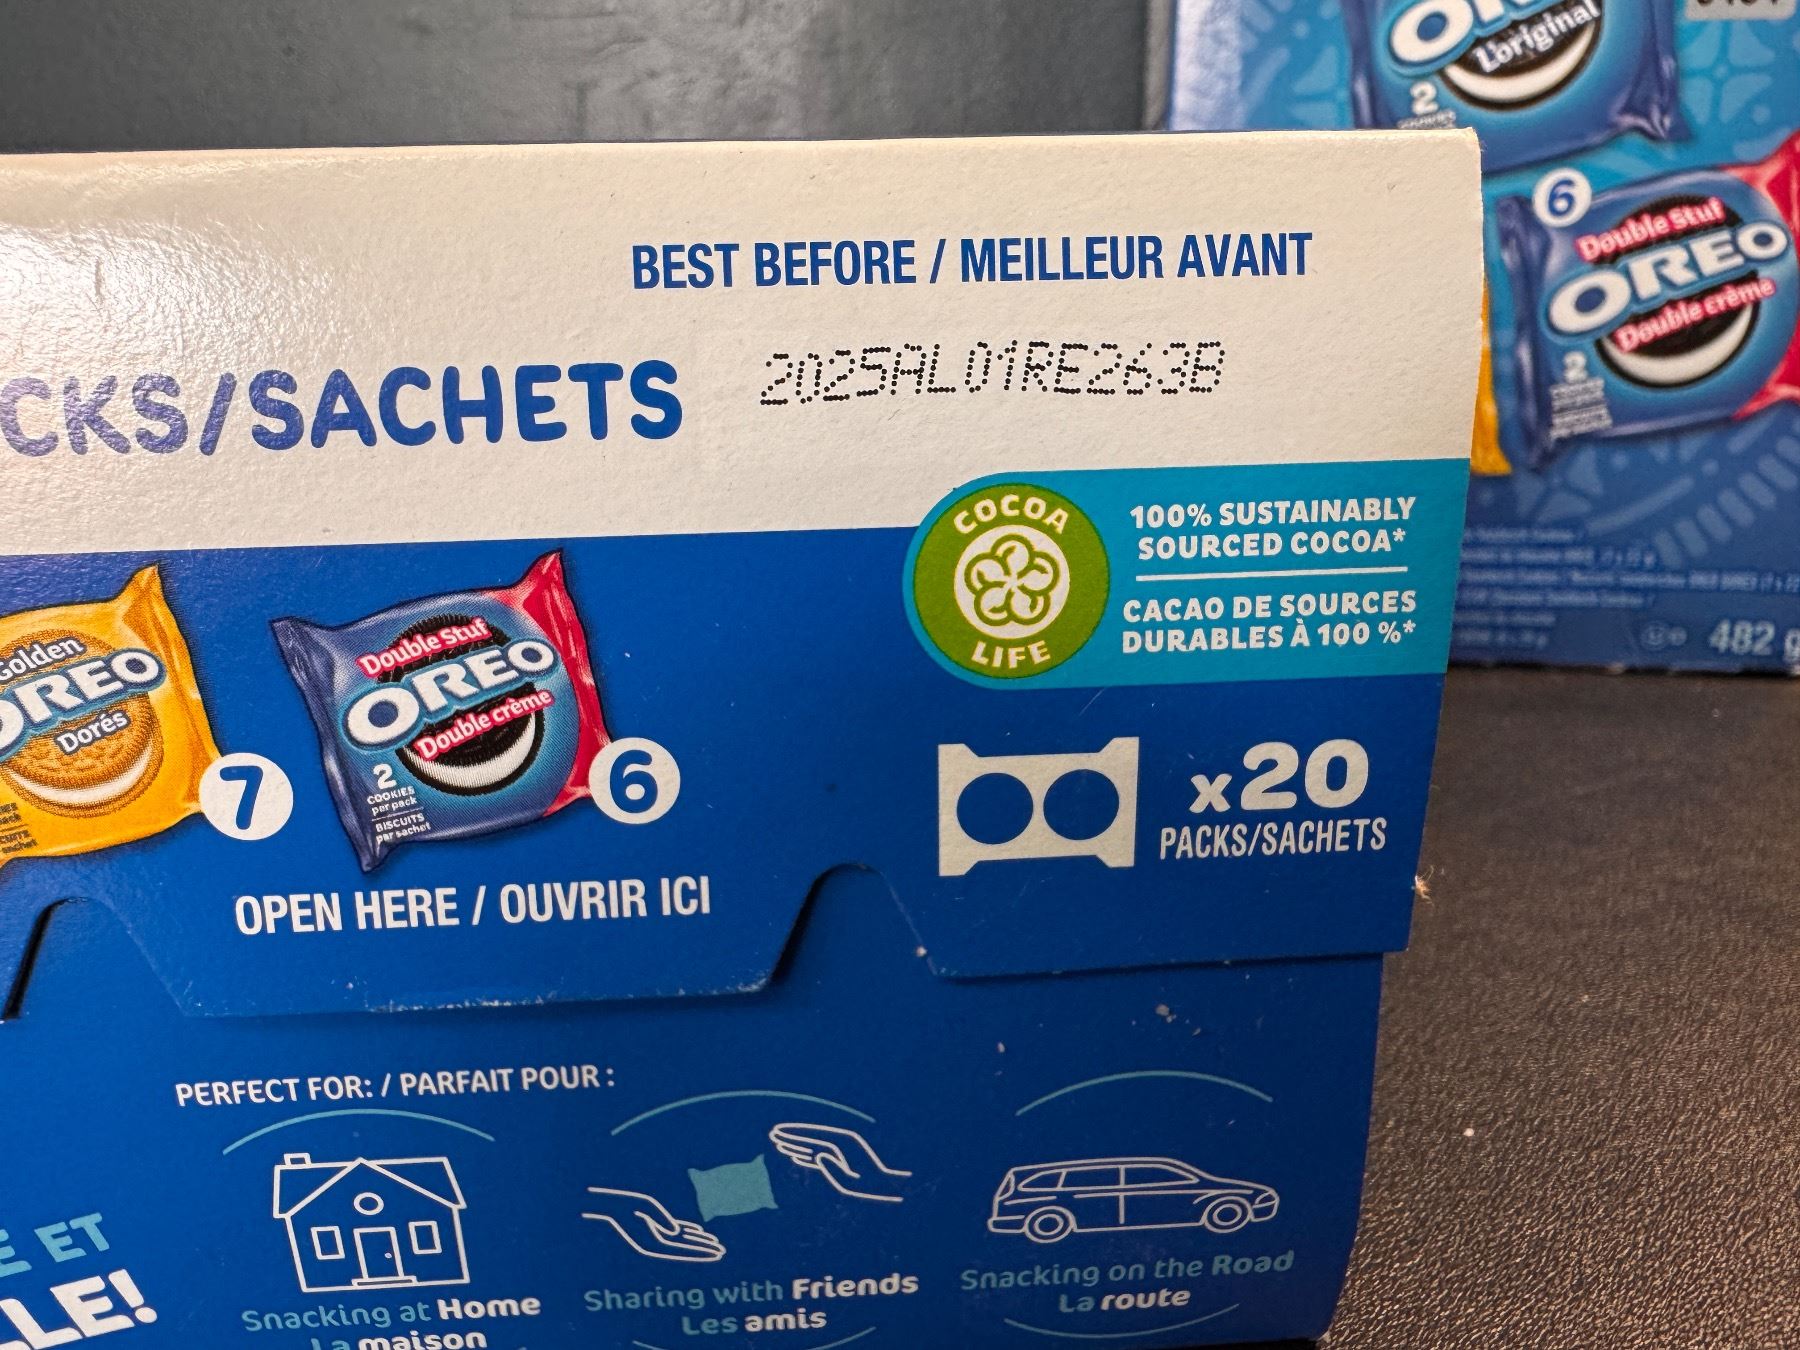 BEST BEFORE / MEILLEUR AVANT
CKS/SACHETS
2025AL01RE263B
COCOA
LIFE
100% SUSTAINABLY
SOURCED COCOA*
CACAO DE SOURCES
DURABLES À 100 %*
Golden
OREO
Dorés
7
Double Stuf
OREO
Double crème
2
COOKIES
per pack
BISCUITS
par sachet
6
x20
PACKS/SACHETS
OPEN HERE / OUVRIR ICI
PERFECT FOR: / PARFAIT POUR :
E ET
LLE!
Snacking at Home
La maison
Sharing with Friends
Les amis
Snacking on the Road
La route
L'original
2
6
Double Stuf
OREO
Double crème
2
482 g